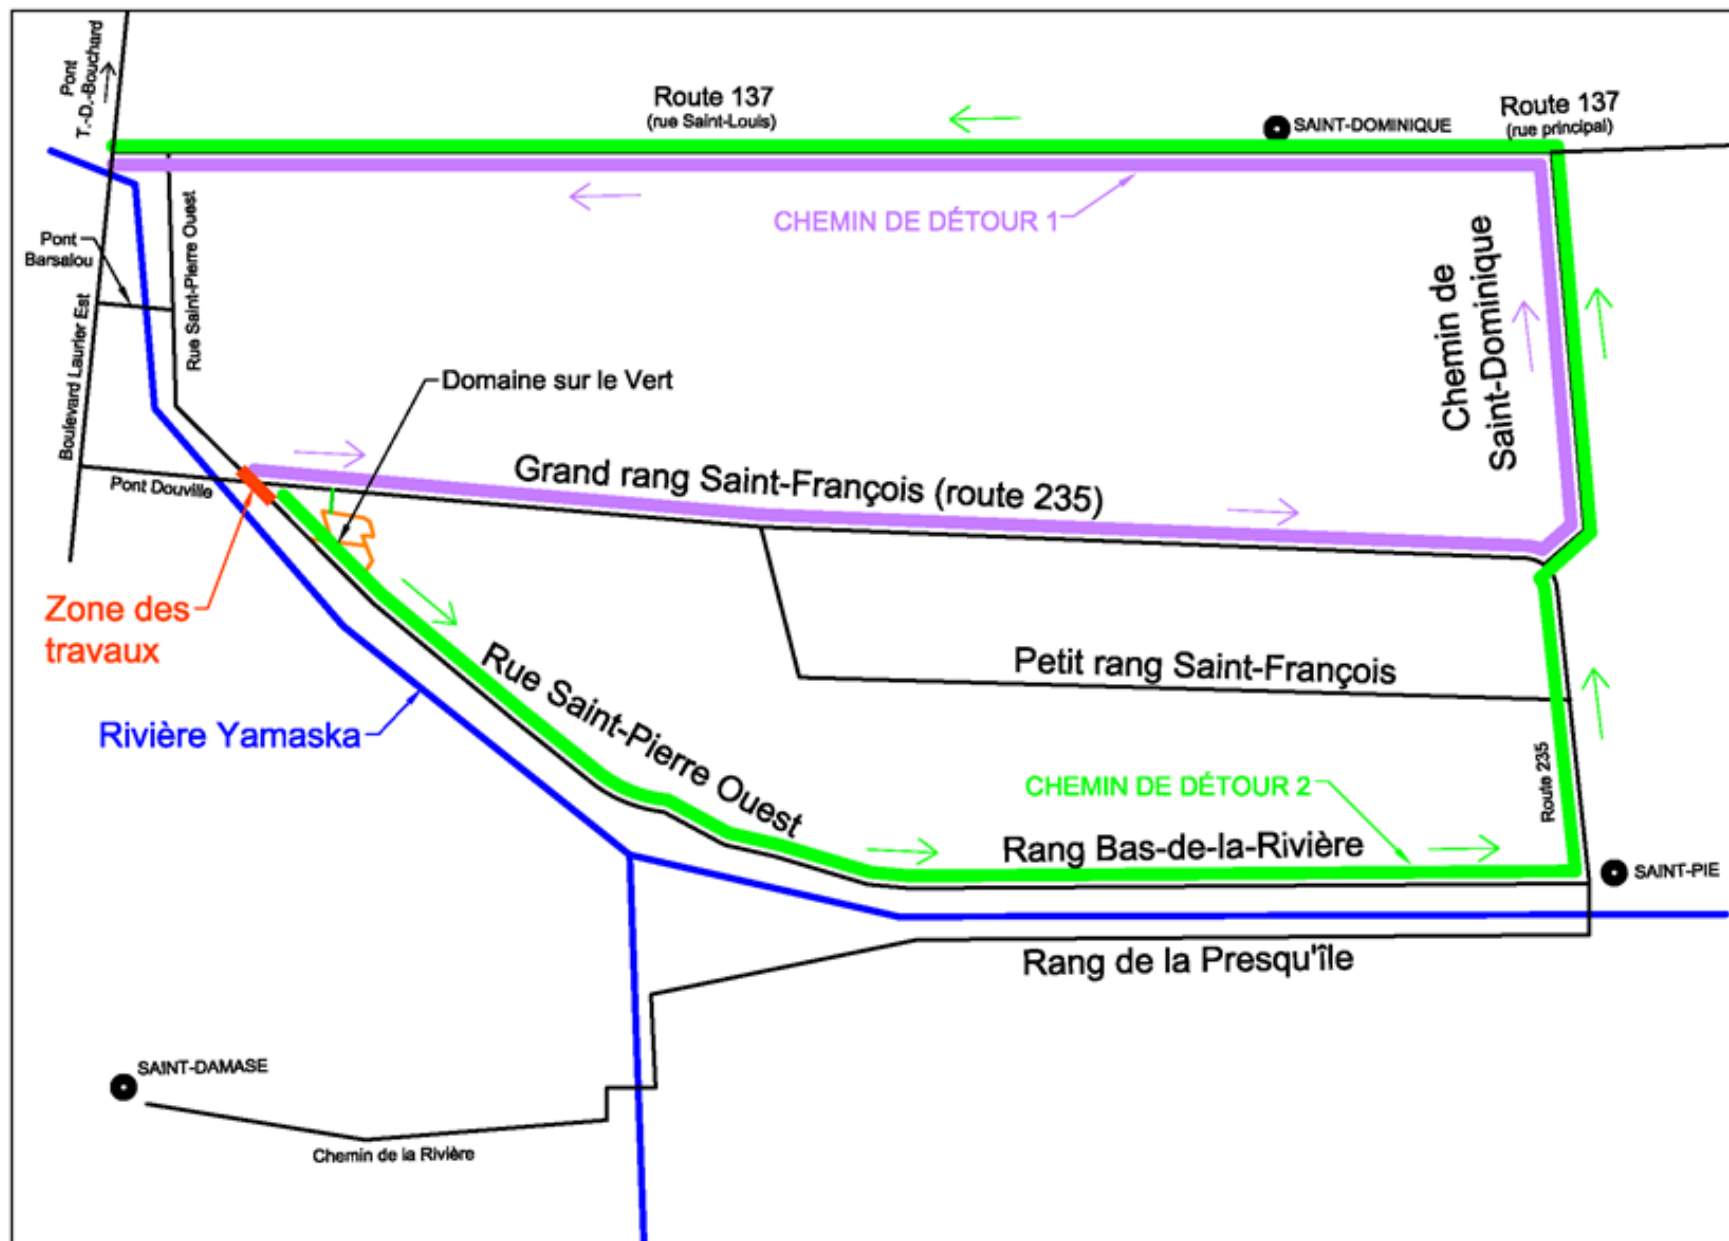 Pont
T.-D.-Bouchard
Route 137
(rue Saint-Louis)
SAINT-DOMINIQUE
Route 137
(rue principal)
CHEMIN DE DÉTOUR 1
Pont
Barsalou
Rue Saint-Pierre Ouest
Boulevard Laurier Est
Chemin de
Saint-Dominique
Domaine sur le Vert
Grand rang Saint-François (route 235)
Pont Douville
Zone des
travaux
Rue Saint-Pierre Ouest
Petit rang Saint-François
Rivière Yamaska
Route 235
CHEMIN DE DÉTOUR 2
Rang Bas-de-la-Rivière
SAINT-PIE
Rang de la Presqu'île
SAINT-DAMASE
Chemin de la Rivière